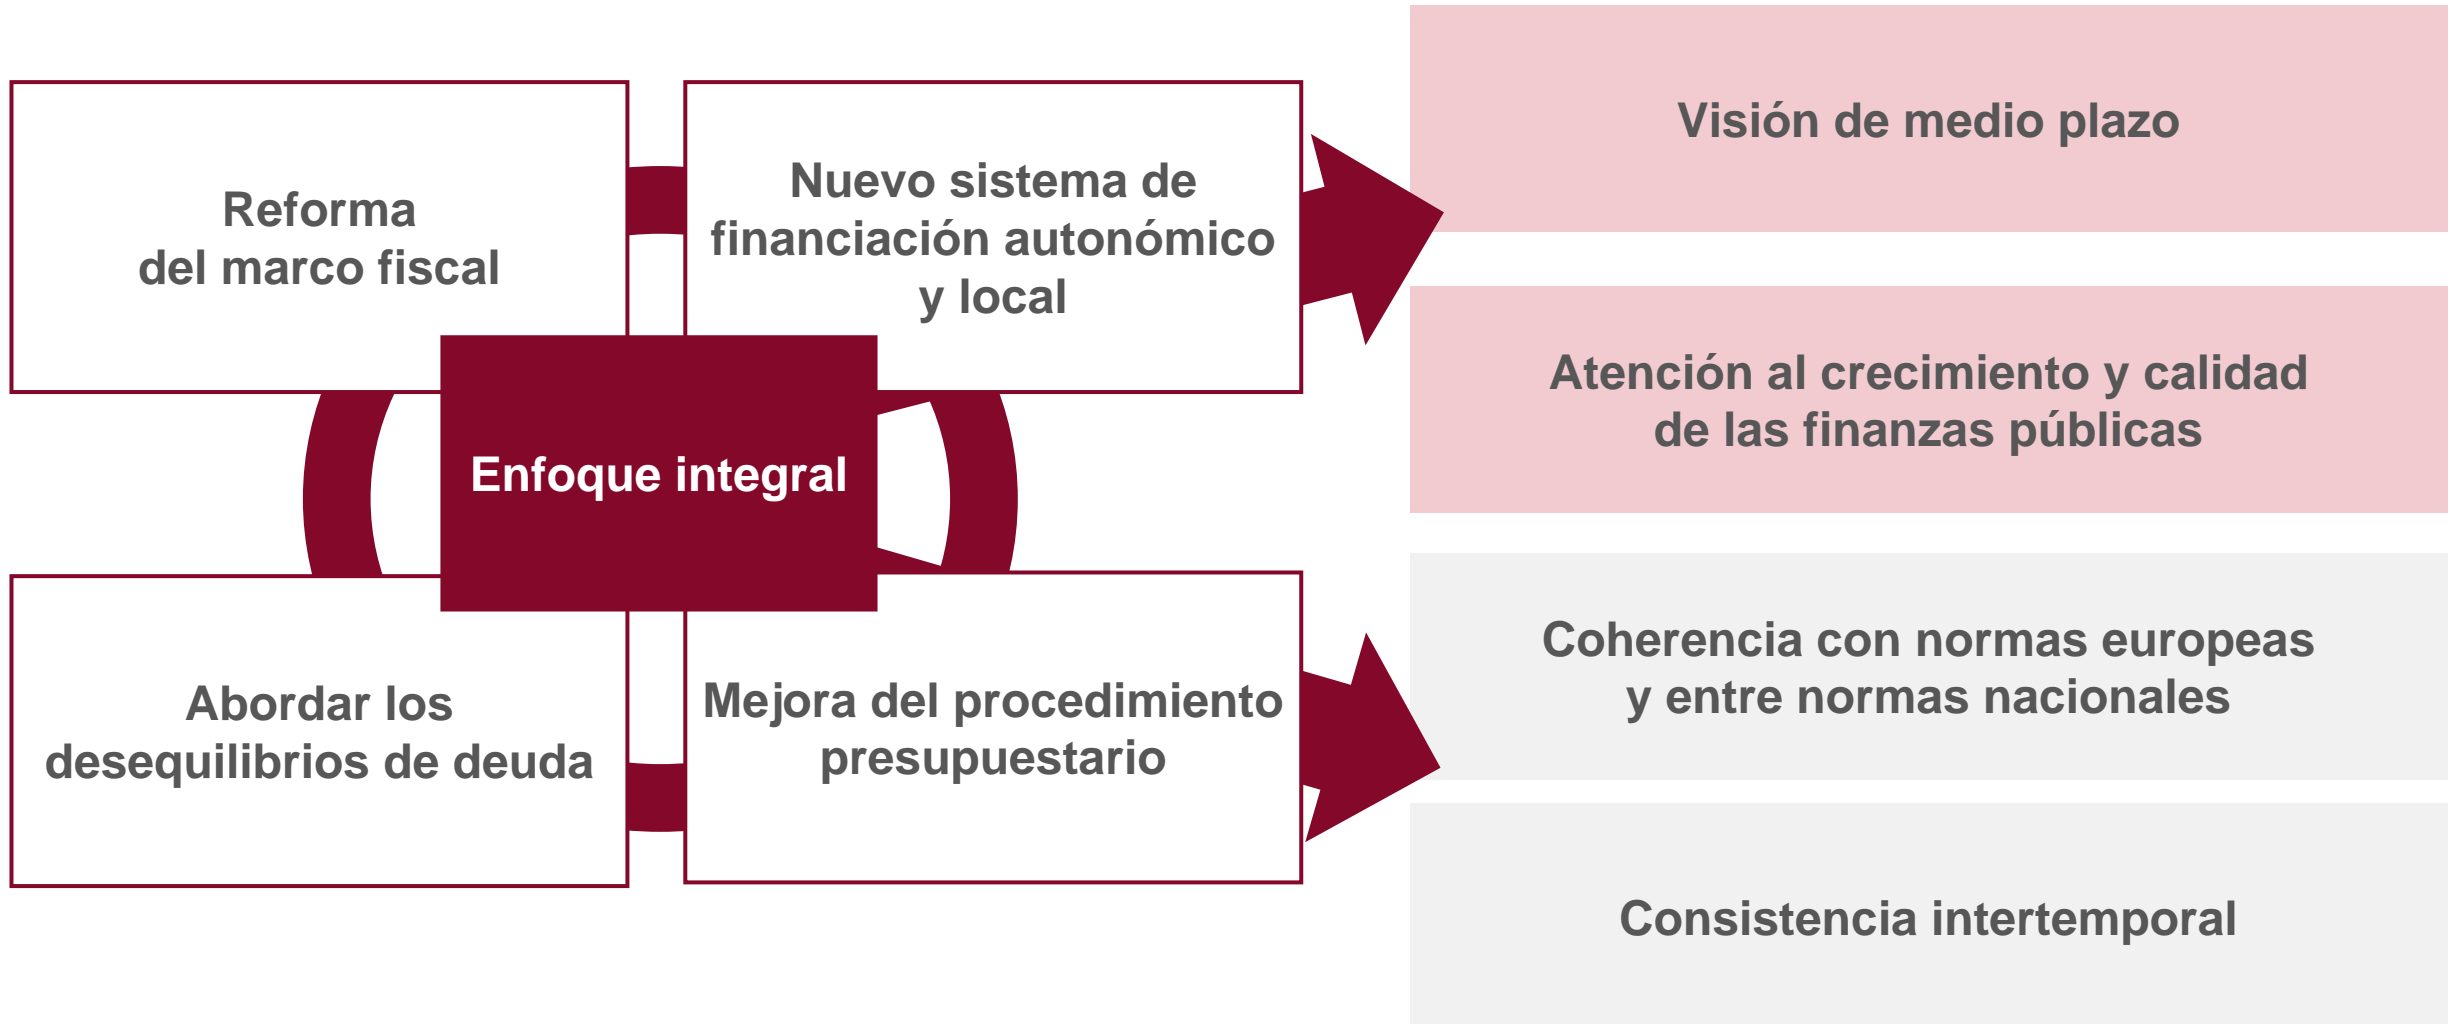 Reforma
del marco fiscal
Nuevo sistema de
financiación autonómico
y local
Enfoque integral
Abordar los
desequilibrios de deuda
Mejora del procedimiento
presupuestario
Visión de medio plazo
Atención al crecimiento y calidad
de las finanzas públicas
Coherencia con normas europeas
y entre normas nacionales
Consistencia intertemporal